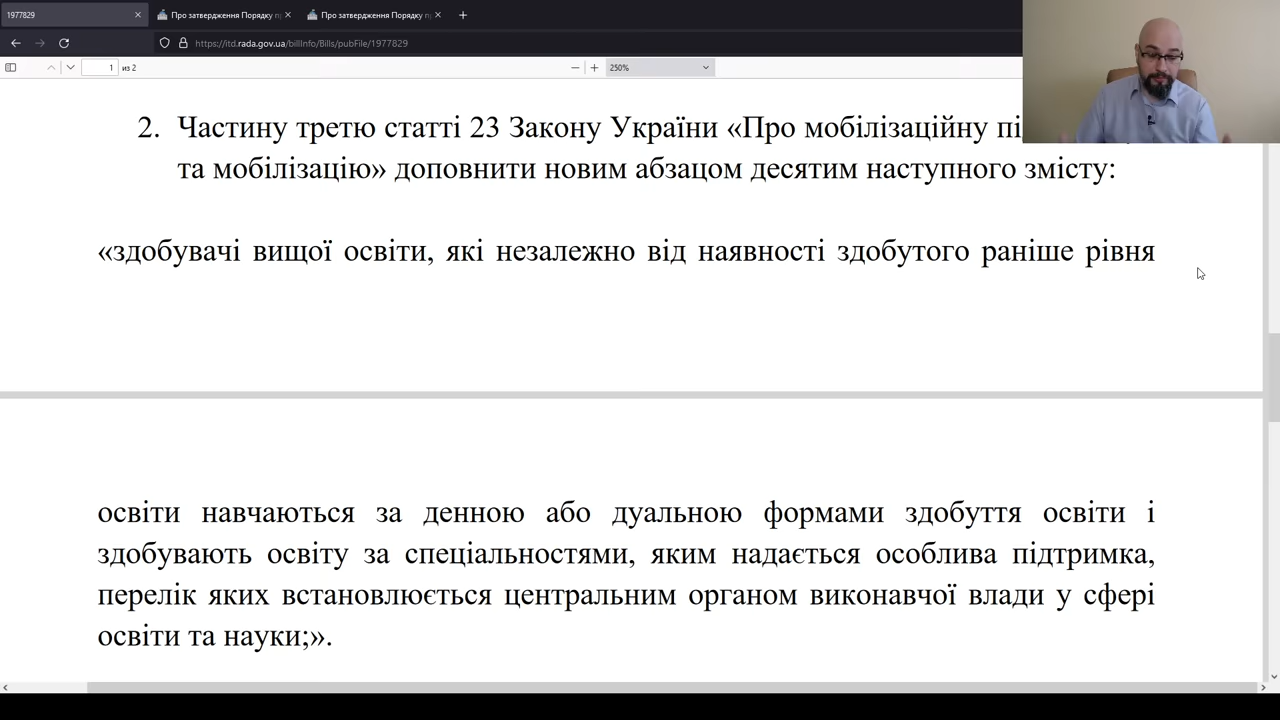 1977829
Про затвердження Порядку п
Про затвердження Порядку п
https://itd.rada.gov.ua/billInfo/Bills/pubFile/1977829
1 из 2
250%
2. Частину третю статті 23 Закону України «Про мобілізаційну пі
та мобілізацію» доповнити новим абзацом десятим наступного змісту:
«здобувачі вищої освіти, які незалежно від наявності здобутого раніше рівня
освіти навчаються за денною або дуальною формами здобуття освіти і
здобувають освіту за спеціальностями, яким надається особлива підтримка,
перелік яких встановлюється центральним органом виконавчої влади у сфері
освіти та науки;».